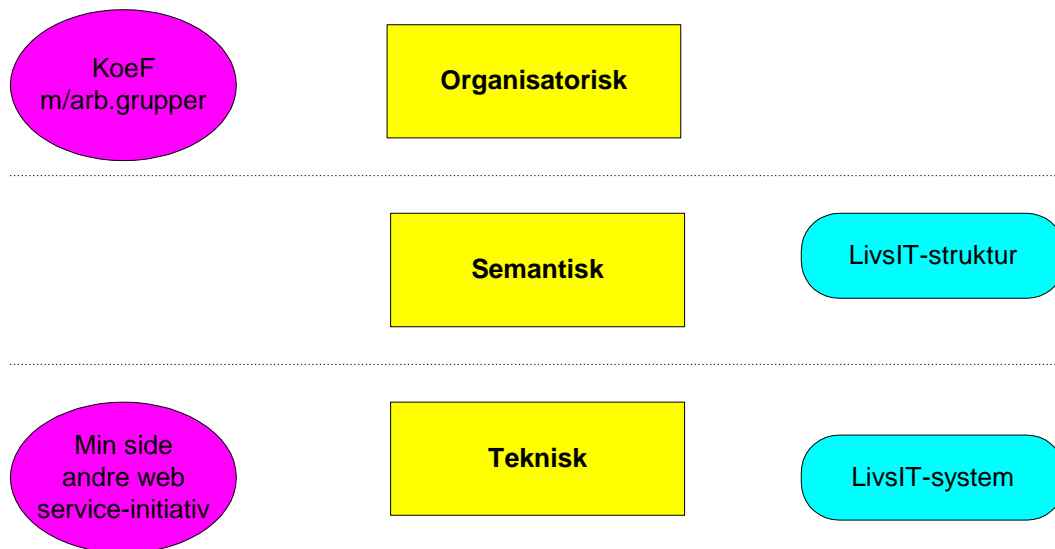 KoeF
m/arb.grupper
Organisatorisk
Semantisk
LivsIT-struktur
Min side
andre web
service-initiativ
Teknisk
LivsIT-system